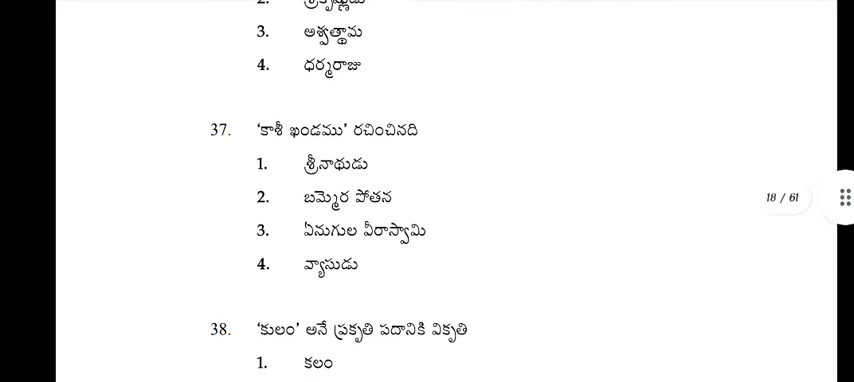 2. శ్రీకృష్ణుడు
3. అశ్వత్థామ
4. ధర్మరాజు
37. ‘కాశీ ఖండము’ రచించినది
1. శ్రీనాథుడు
2. బమ్మెర పోతన
18 / 61
3. ఏనుగుల వీరాస్వామి
4. వ్యాసుడు
38. ‘కులం’ అనే ప్రకృతి పదానికి వికృతి
1. కలం